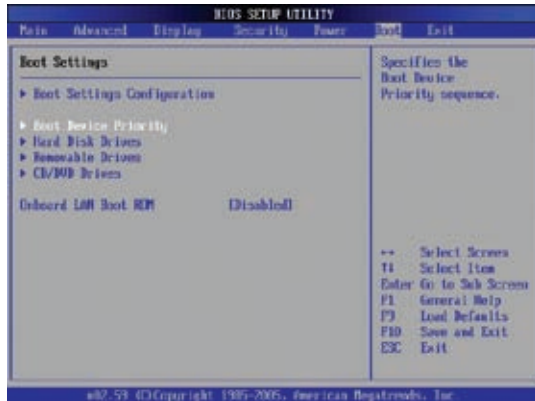 BIOS SETUP UTILITY
Main Advanced Display Security Power Boot Exit
Boot Settings
Boot Settings Configuration
Boot Device Priority
Hard Disk Drives
Removable Drives
CD/DVD Drives
Onboard LAN Boot ROM [Disabled]
Specifies the
Boot Device
Priority sequence.
↔ Select Screen
↑↓ Select Item
Enter Go to Sub Screen
F1 General Help
F9 Load Defaults
F10 Save and Exit
ESC Exit
v02.59 (C)Copyright 1985-2005, American Megatrends, Inc.